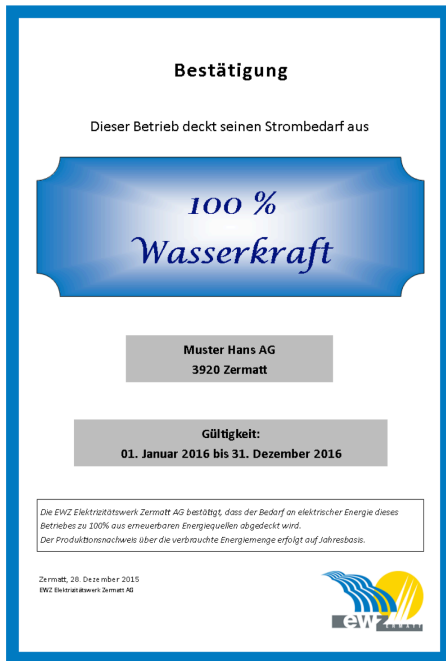 Bestätigung
Dieser Betrieb deckt seinen Strombedarf aus
100 %
Wasserkraft
Muster Hans AG
3920 Zermatt
Gültigkeit:
01. Januar 2016 bis 31. Dezember 2016
Die EWZ Elektrizitätswerk Zermatt AG bestätigt, dass der Bedarf an elektrischer Energie dieses
Betriebes zu 100% aus erneuerbaren Energiequellen abgedeckt wird.
Der Produktionsnachweis über die verbrauchte Energiemenge erfolgt auf Jahresbasis.
Zermatt, 28. Dezember 2015
EWZ Elektrizitätswerk Zermatt AG